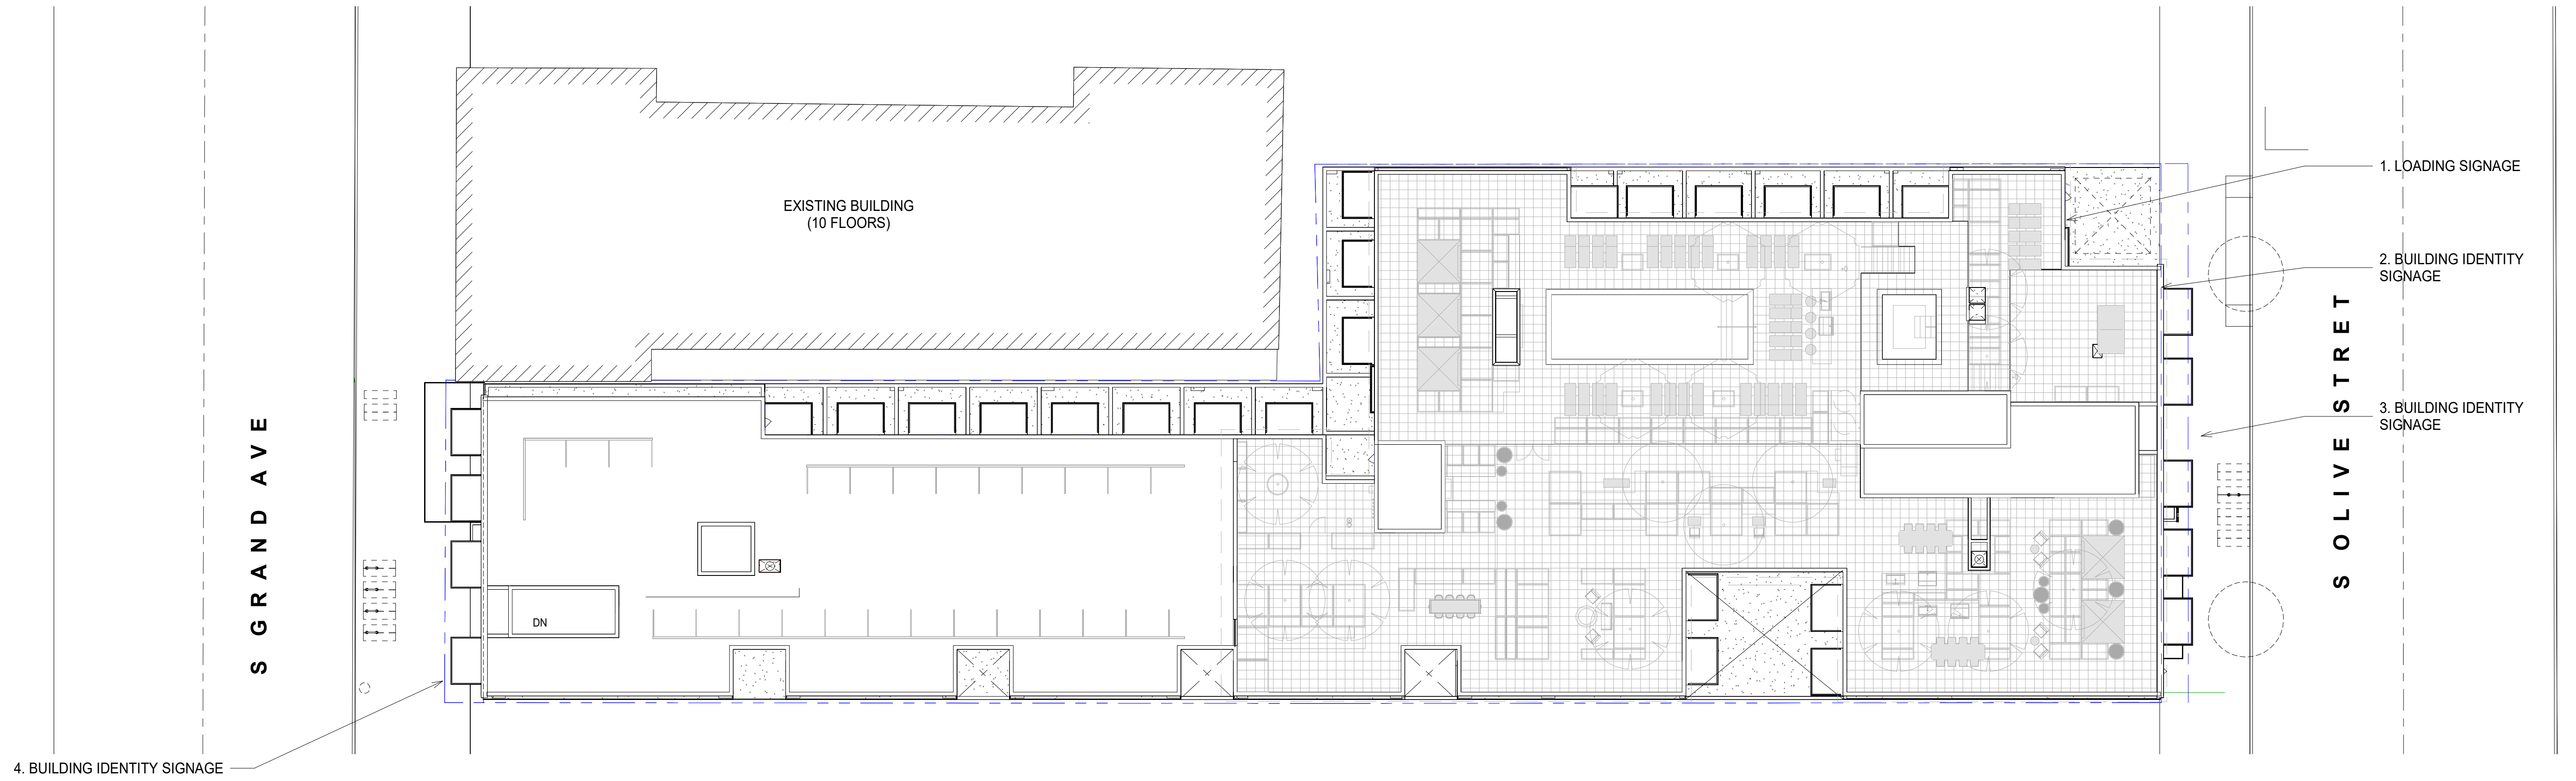 EXISTING BUILDING
(10 FLOORS)
1. LOADING SIGNAGE
2. BUILDING IDENTITY
SIGNAGE
3. BUILDING IDENTITY
SIGNAGE
S GRAND AVE
S OLIVE STRET
DN
4. BUILDING IDENTITY SIGNAGE